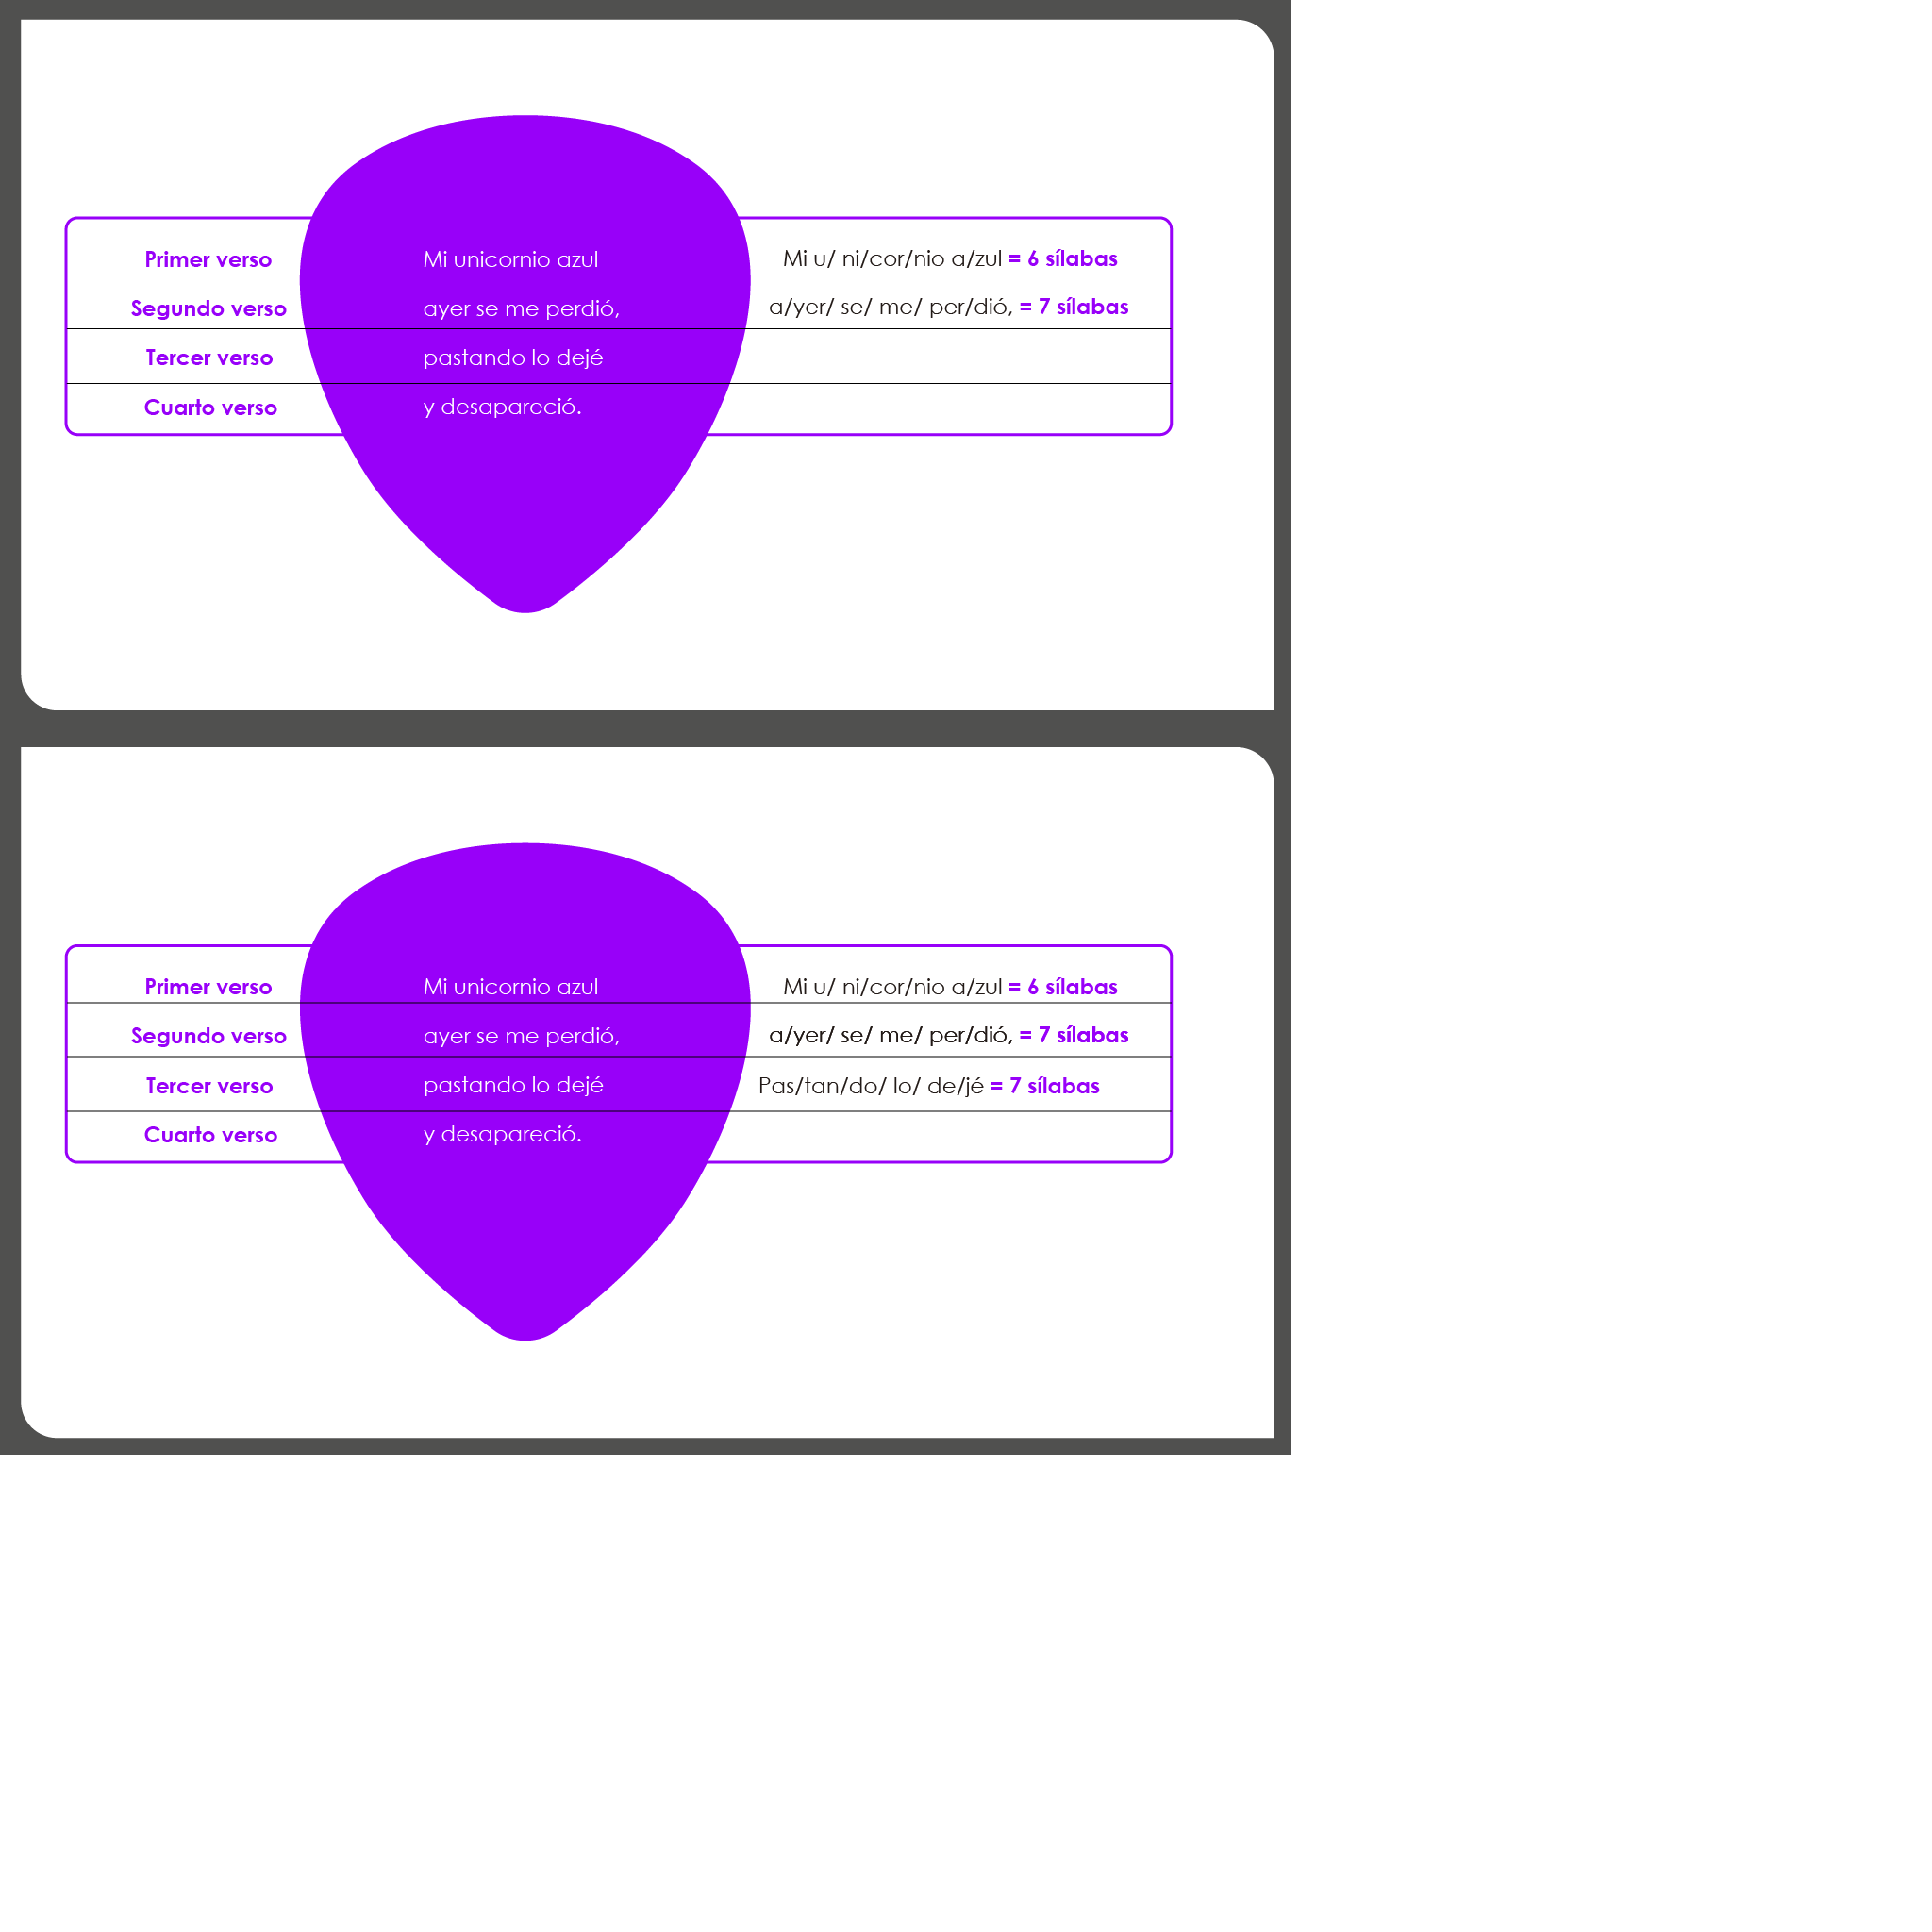 Primer verso Mi unicornio azul Mi u/ ni/cor/nio a/zul = 6 sílabas
Segundo verso ayer se me perdió, a/yer/ se/ me/ per/dió, = 7 sílabas
Tercer verso pastando lo dejé
Cuarto verso y desapareció.
Primer verso Mi unicornio azul Mi u/ ni/cor/nio a/zul = 6 sílabas
Segundo verso ayer se me perdió, a/yer/ se/ me/ per/dió, = 7 sílabas
Tercer verso pastando lo dejé Pas/tan/do/ lo/ de/jé = 7 sílabas
Cuarto verso y desapareció.